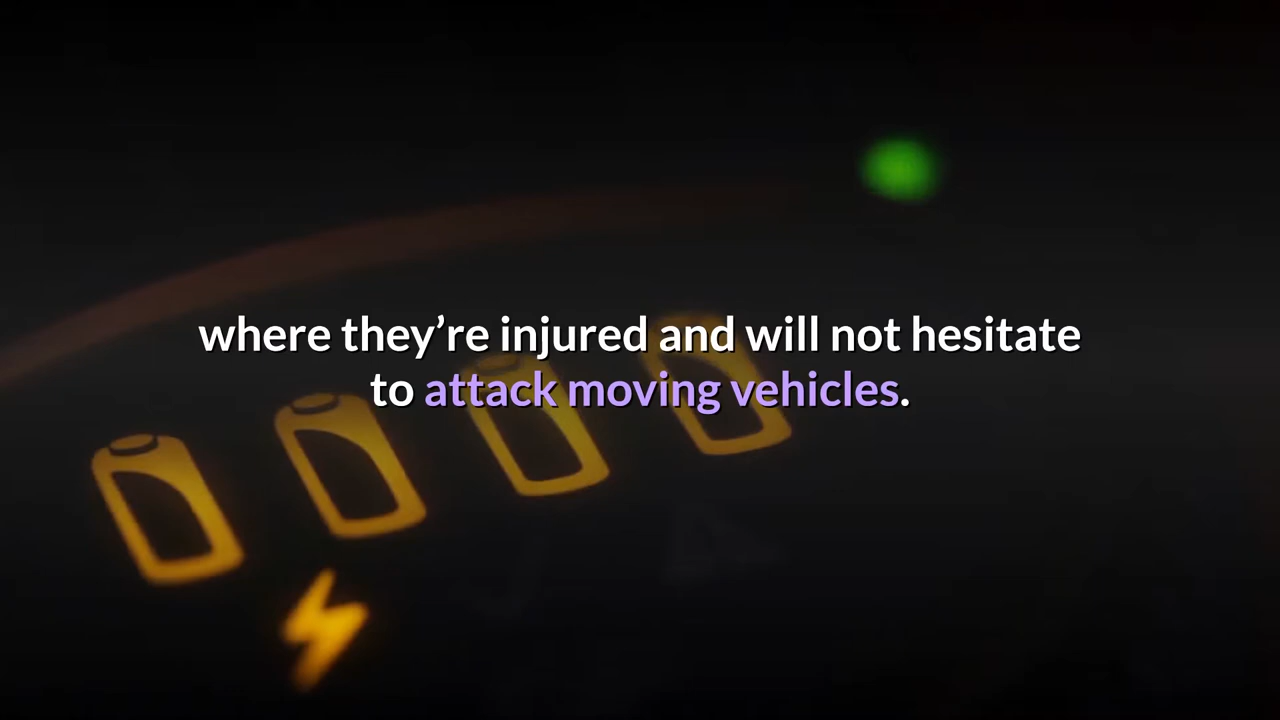 where they’re injured and will not hesitate
to attack moving vehicles.